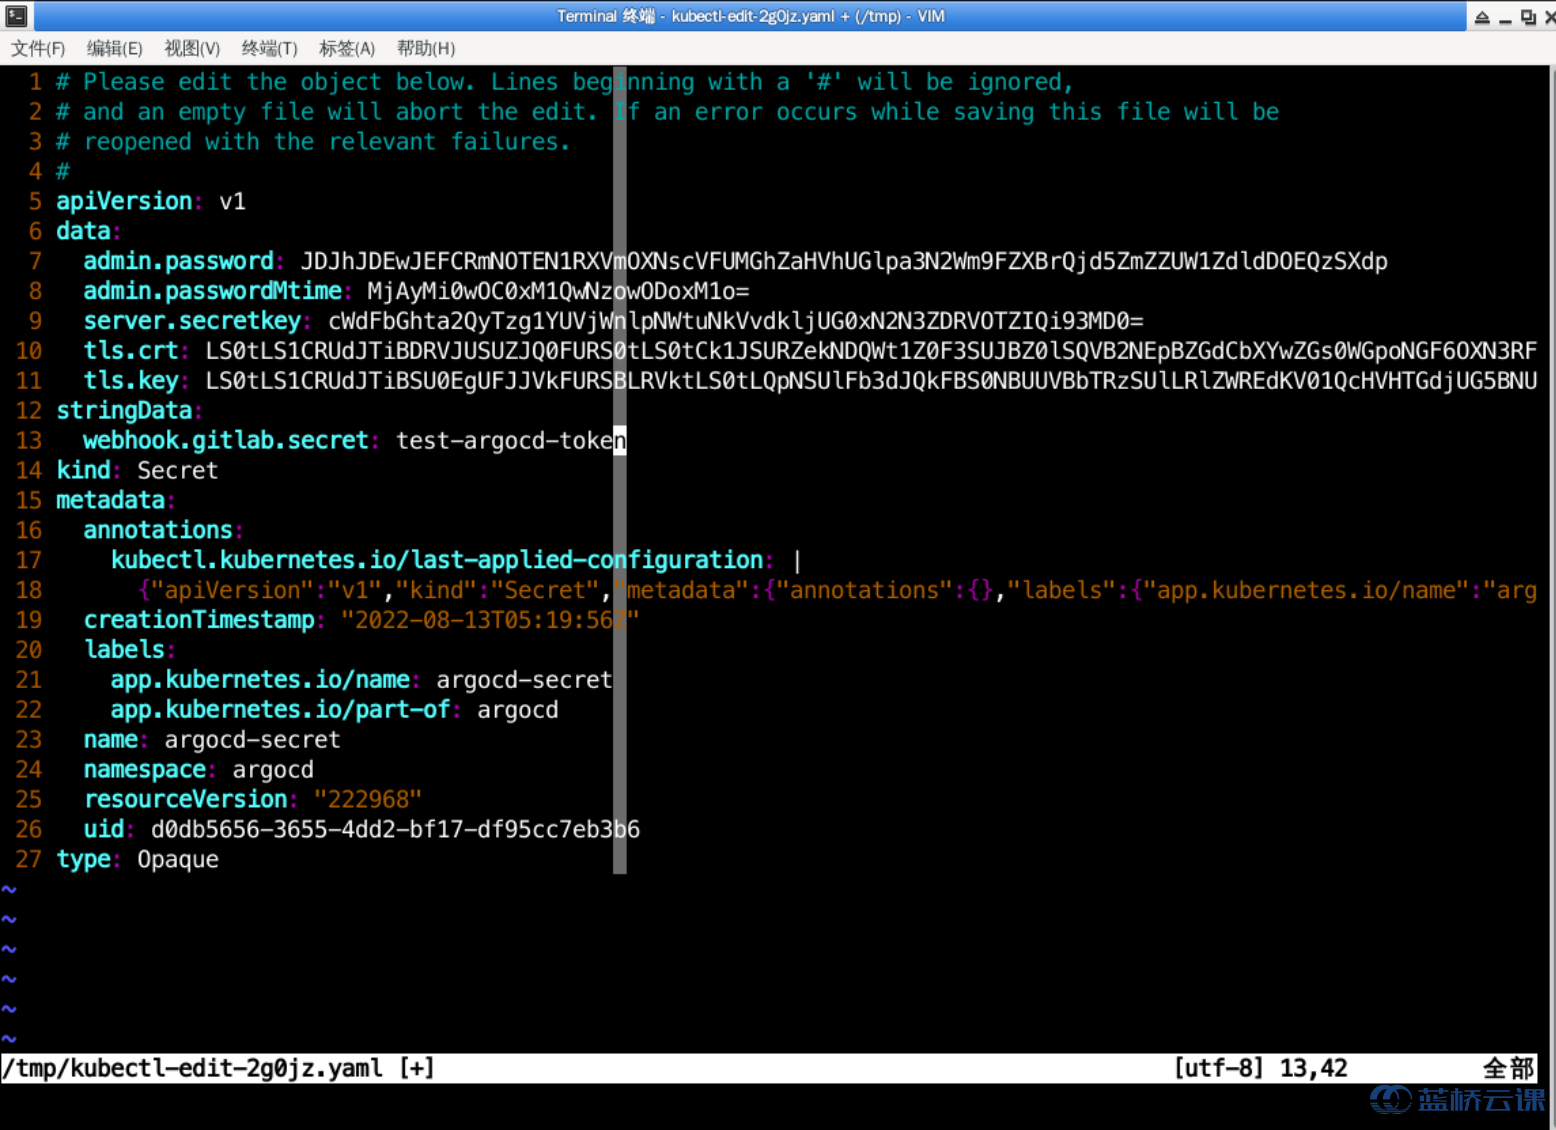 Terminal 终端 - kubectl-edit-2g0jz.yaml + (/tmp) - VIM
文件(F) 编辑(E) 视图(V) 终端(T) 标签(A) 帮助(H)
1 # Please edit the object below. Lines beginning with a '#' will be ignored,
2 # and an empty file will abort the edit. If an error occurs while saving this file will be
3 # reopened with the relevant failures.
4 #
5 apiVersion: v1
6 data:
7   admin.password: JDJhJDEwJEFCRmNOTEN1RXVmOXNscVFUMGhZaHVhUGlpa3N2Wm9FZXBrQjd5ZmZZUW1ZdldDOEQzSXdp
8   admin.passwordMtime: MjAyMi0wOC0xM1QwNzowODoxM1o=
9   server.secretkey: cWdFbGhta2QyTzg1YUVjWnlpNWtuNkVvdkljUG0xN2N3ZDRVOTZIQi93MD0=
10   tls.crt: LS0tLS1CRUdJTiBDRVJUSUZJQ0FURS0tLS0tCk1JSURZekNDQWt1Z0F3SUJBZ0lSQVB2NEpBZGdCbXYwZGs0WGpoNGF6OXN3RF
11   tls.key: LS0tLS1CRUdJTiBSU0EgUFJJVkFURSBLRVktLS0tLQpNSUlFb3dJQkFBS0NBUUVBbTRzSUlLRlZWREdKV01QcHVHTGdjUG5BNU
12 stringData:
13   webhook.gitlab.secret: test-argocd-token
14 kind: Secret
15 metadata:
16   annotations:
17     kubectl.kubernetes.io/last-applied-configuration: |
18       {"apiVersion":"v1","kind":"Secret","metadata":{"annotations":{},"labels":{"app.kubernetes.io/name":"arg
19   creationTimestamp: "2022-08-13T05:19:56Z"
20   labels:
21     app.kubernetes.io/name: argocd-secret
22     app.kubernetes.io/part-of: argocd
23   name: argocd-secret
24   namespace: argocd
25   resourceVersion: "222968"
26   uid: d0db5656-3655-4dd2-bf17-df95cc7eb3b6
27 type: Opaque
~
~
~
~
~
~
/tmp/kubectl-edit-2g0jz.yaml [+] [utf-8] 13,42 全部
蓝桥云课